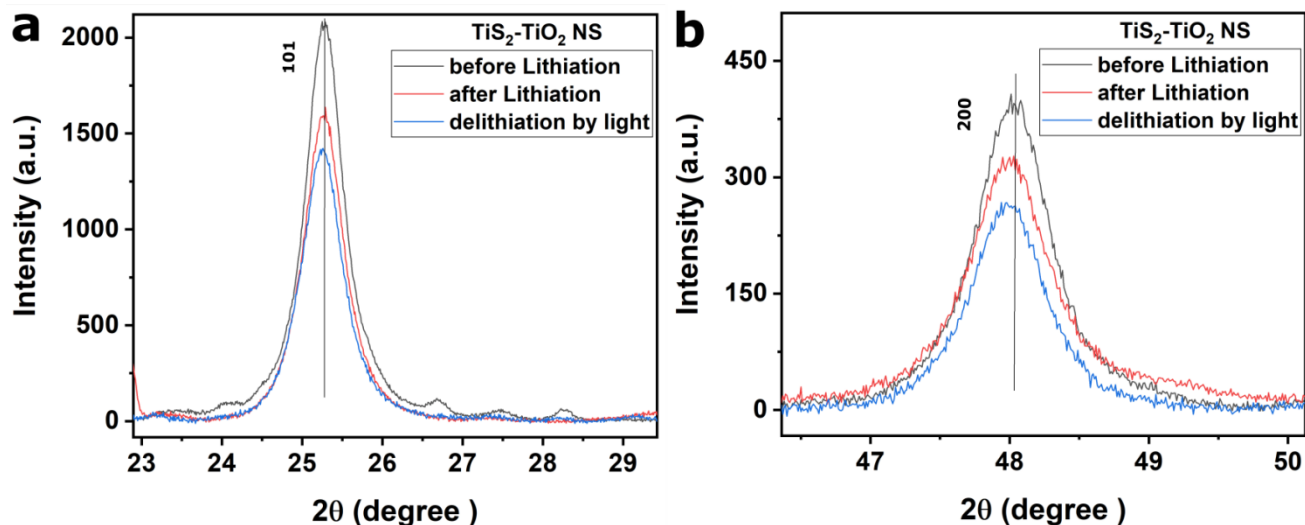 a
TiS₂-TiO₂ NS
before Lithiation
after Lithiation
delithiation by light
101
Intensity (a.u.)
2000
1500
1000
500
0
23 24 25 26 27 28 29
2θ (degree )
b
TiS₂-TiO₂ NS
before Lithiation
after Lithiation
delithiation by light
200
Intensity (a.u.)
450
300
150
0
47 48 49 50
2θ (degree )